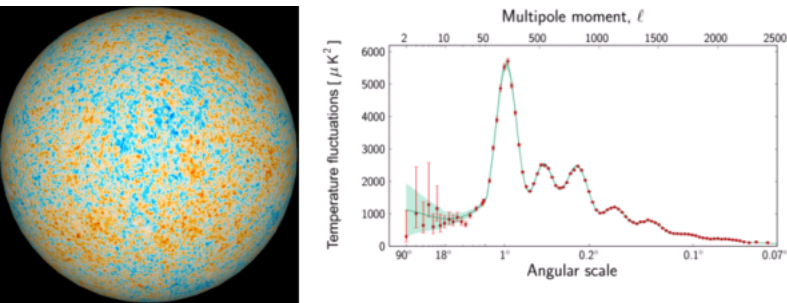 Multipole moment, ℓ
2 10 50 500 1000 1500 2000 2500
Temperature fluctuations [ μ K² ]
6000
5000
4000
3000
2000
1000
0
90° 18° 1° 0.2° 0.1° 0.07°
Angular scale